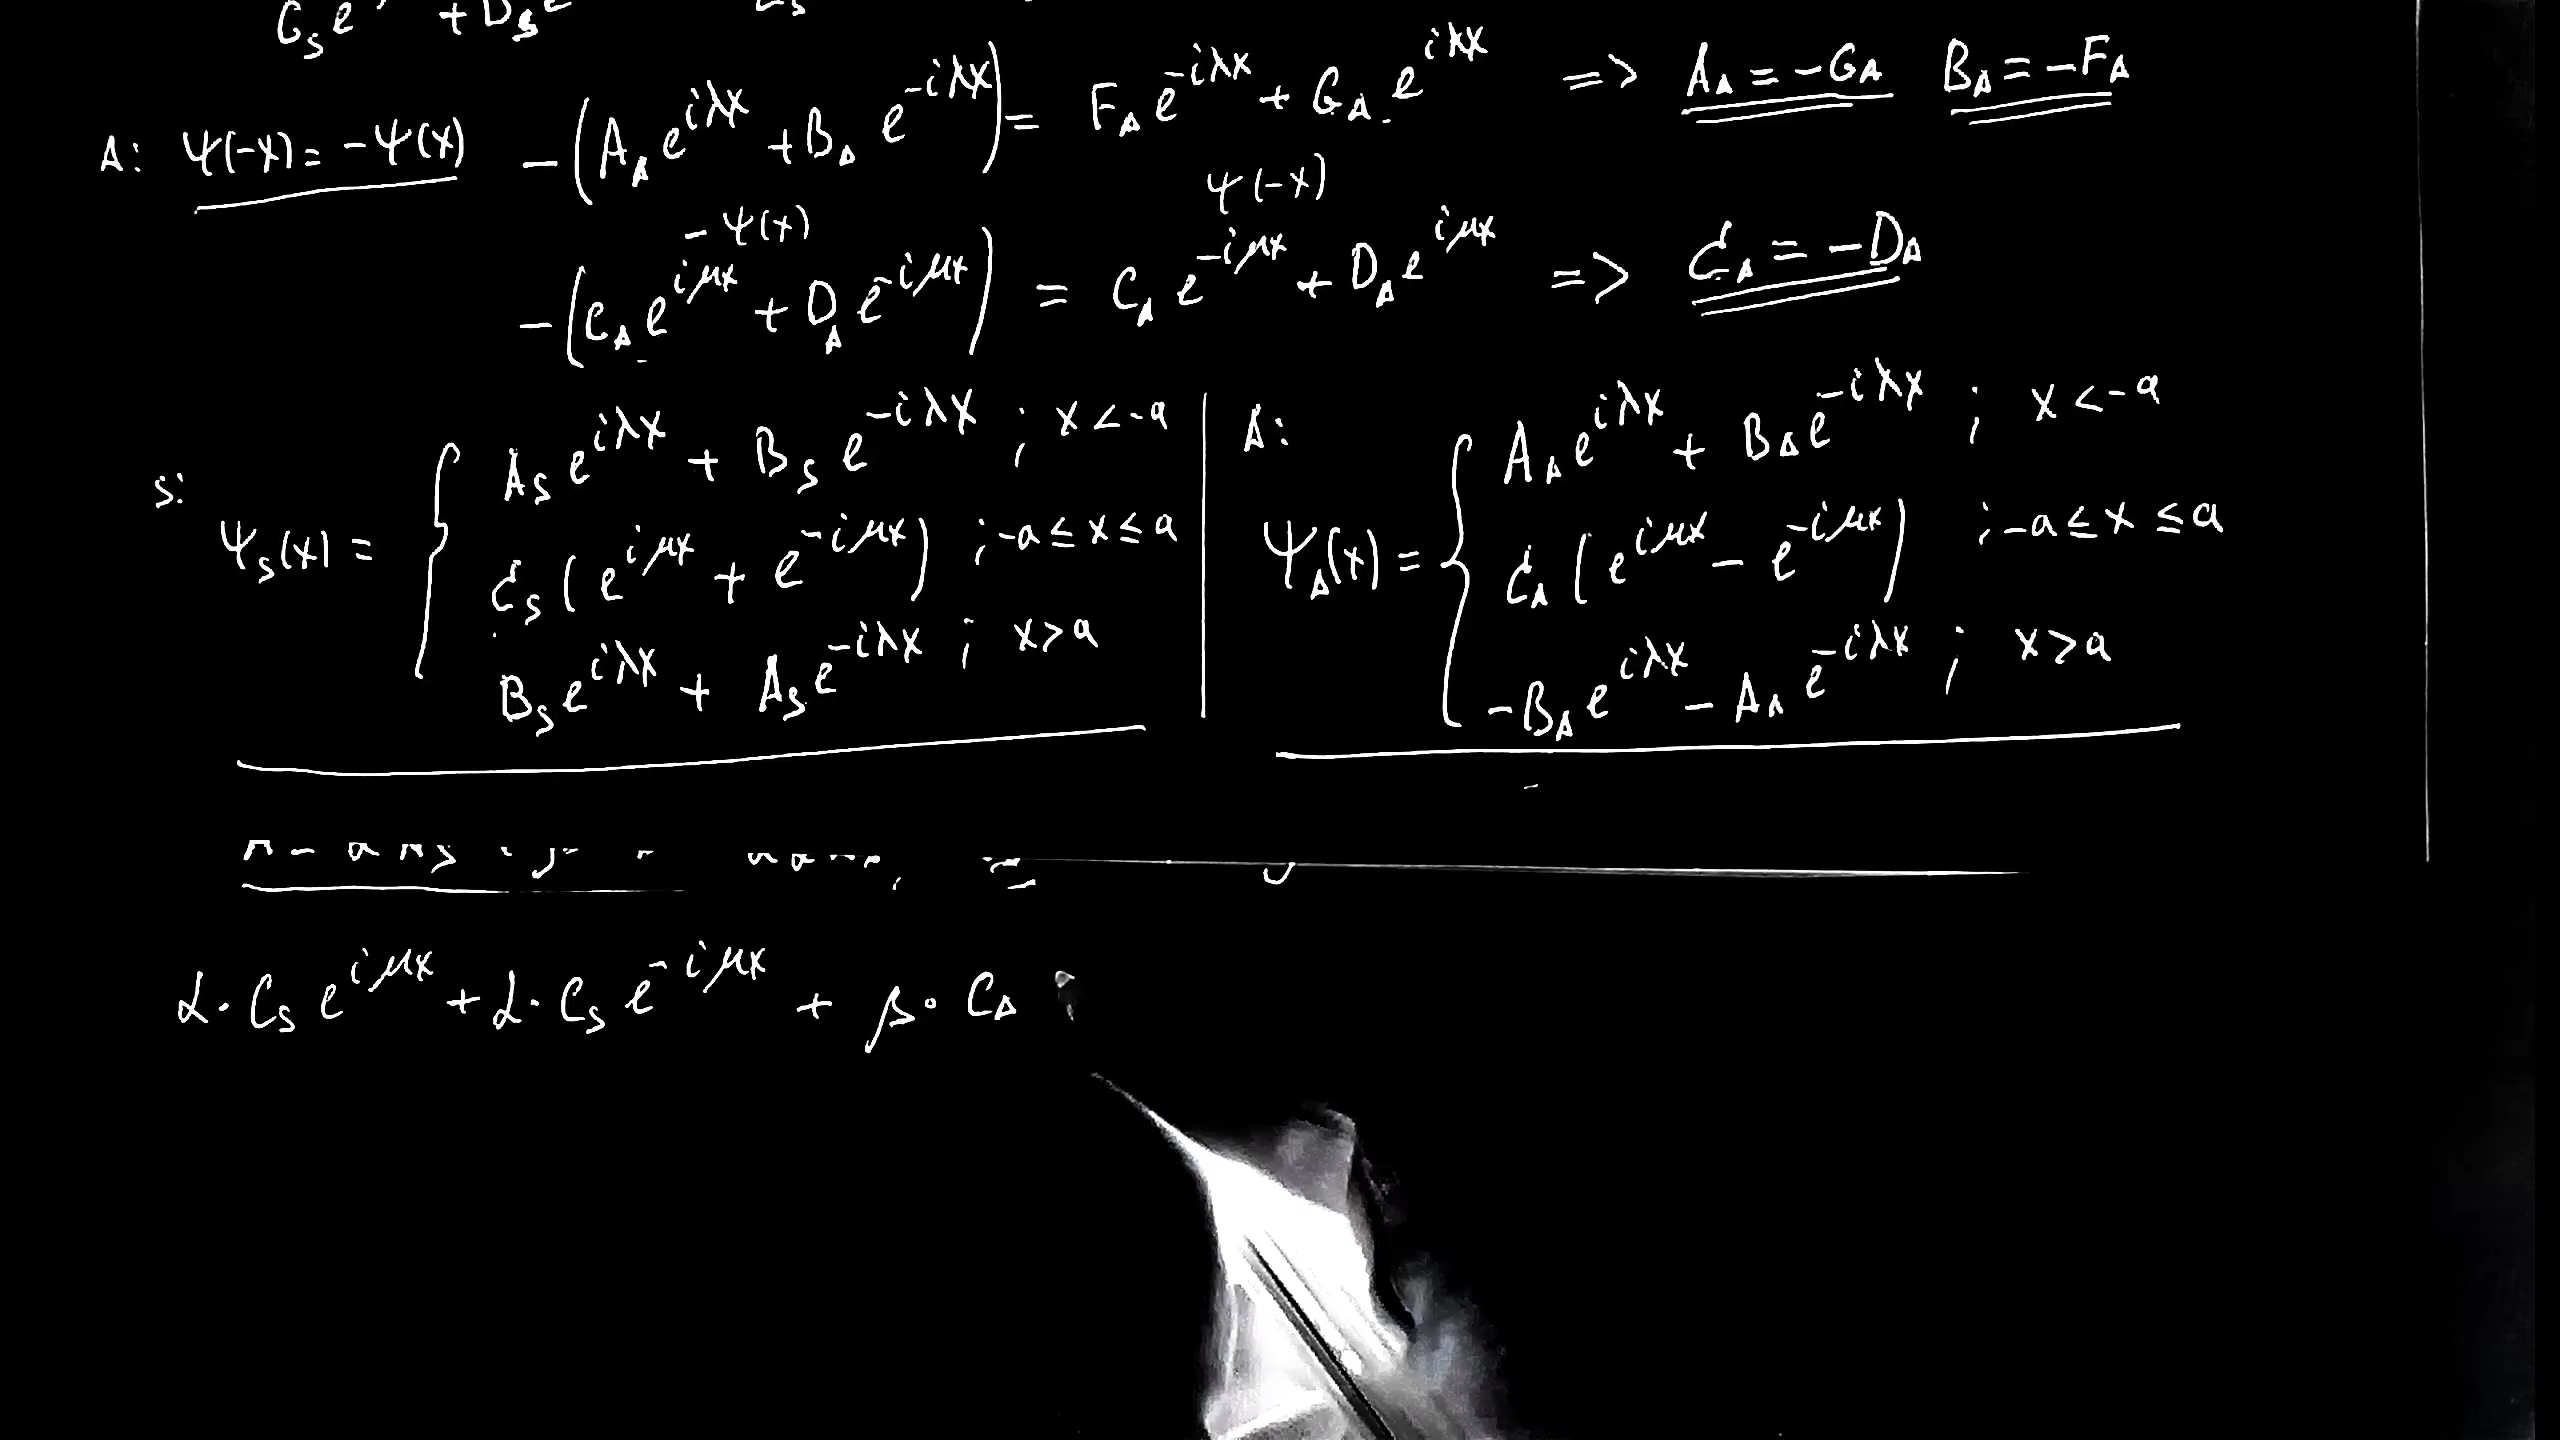 C_S e + D_S e
A: Ψ(-x) = -Ψ(x) -(A_A e^{iλx} + B_A e^{-iλx}) = F_A e^{-iλx} + G_A e^{iλx} => A_A = -G_A B_A = -F_A
-Ψ(x) Ψ(-x)
-(C_A e^{iμx} + D_A e^{-iμx}) = C_A e^{-iμx} + D_A e^{iμx} => C_A = -D_A
S: Ψ_S(x) = { A_S e^{iλx} + B_S e^{-iλx} ; x < -a
C_S (e^{iμx} + e^{-iμx}) ; -a ≤ x ≤ a
B_S e^{iλx} + A_S e^{-iλx} ; x > a
A: Ψ_A(x) = { A_A e^{iλx} + B_A e^{-iλx} ; x < -a
C_A (e^{iμx} - e^{-iμx}) ; -a ≤ x ≤ a
-B_A e^{iλx} - A_A e^{-iλx} ; x > a
α · C_S e^{iμx} + α · C_S e^{-iμx} + β · C_A